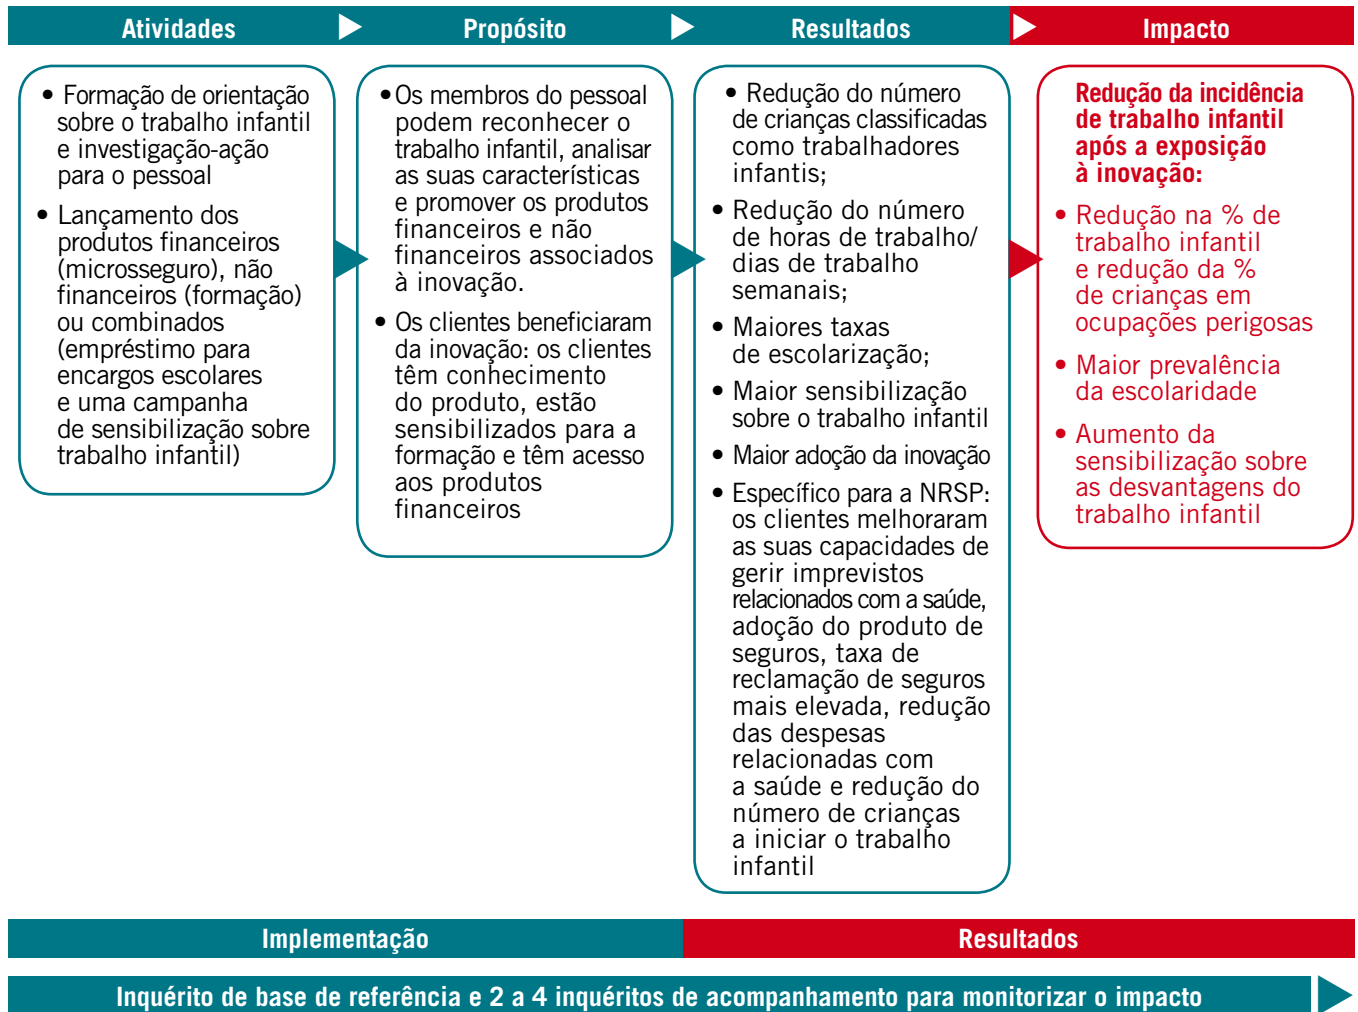 Atividades
Propósito
Resultados
Impacto
• Formação de orientação
sobre o trabalho infantil
e investigação-ação
para o pessoal
• Lançamento dos
produtos financeiros
(microsseguro), não
financeiros (formação)
ou combinados
(empréstimo para
encargos escolares
e uma campanha
de sensibilização sobre
trabalho infantil)
• Os membros do pessoal
podem reconhecer o
trabalho infantil, analisar
as suas características
e promover os produtos
financeiros e não
financeiros associados
à inovação.
• Os clientes beneficiaram
da inovação: os clientes
têm conhecimento
do produto, estão
sensibilizados para a
formação e têm acesso
aos produtos
financeiros
• Redução do número
de crianças classificadas
como trabalhadores
infantis;
• Redução do número
de horas de trabalho/
dias de trabalho
semanais;
• Maiores taxas
de escolarização;
• Maior sensibilização
sobre o trabalho infantil
• Maior adoção da inovação
• Específico para a NRSP:
os clientes melhoraram
as suas capacidades de
gerir imprevistos
relacionados com a saúde,
adoção do produto de
seguros, taxa de
reclamação de seguros
mais elevada, redução
das despesas
relacionadas com
a saúde e redução do
número de crianças
a iniciar o trabalho
infantil
Redução da incidência
de trabalho infantil
após a exposição
à inovação:
• Redução na % de
trabalho infantil
e redução da %
de crianças em
ocupações perigosas
• Maior prevalência
da escolaridade
• Aumento da
sensibilização sobre
as desvantagens do
trabalho infantil
Implementação
Resultados
Inquérito de base de referência e 2 a 4 inquéritos de acompanhamento para monitorizar o impacto